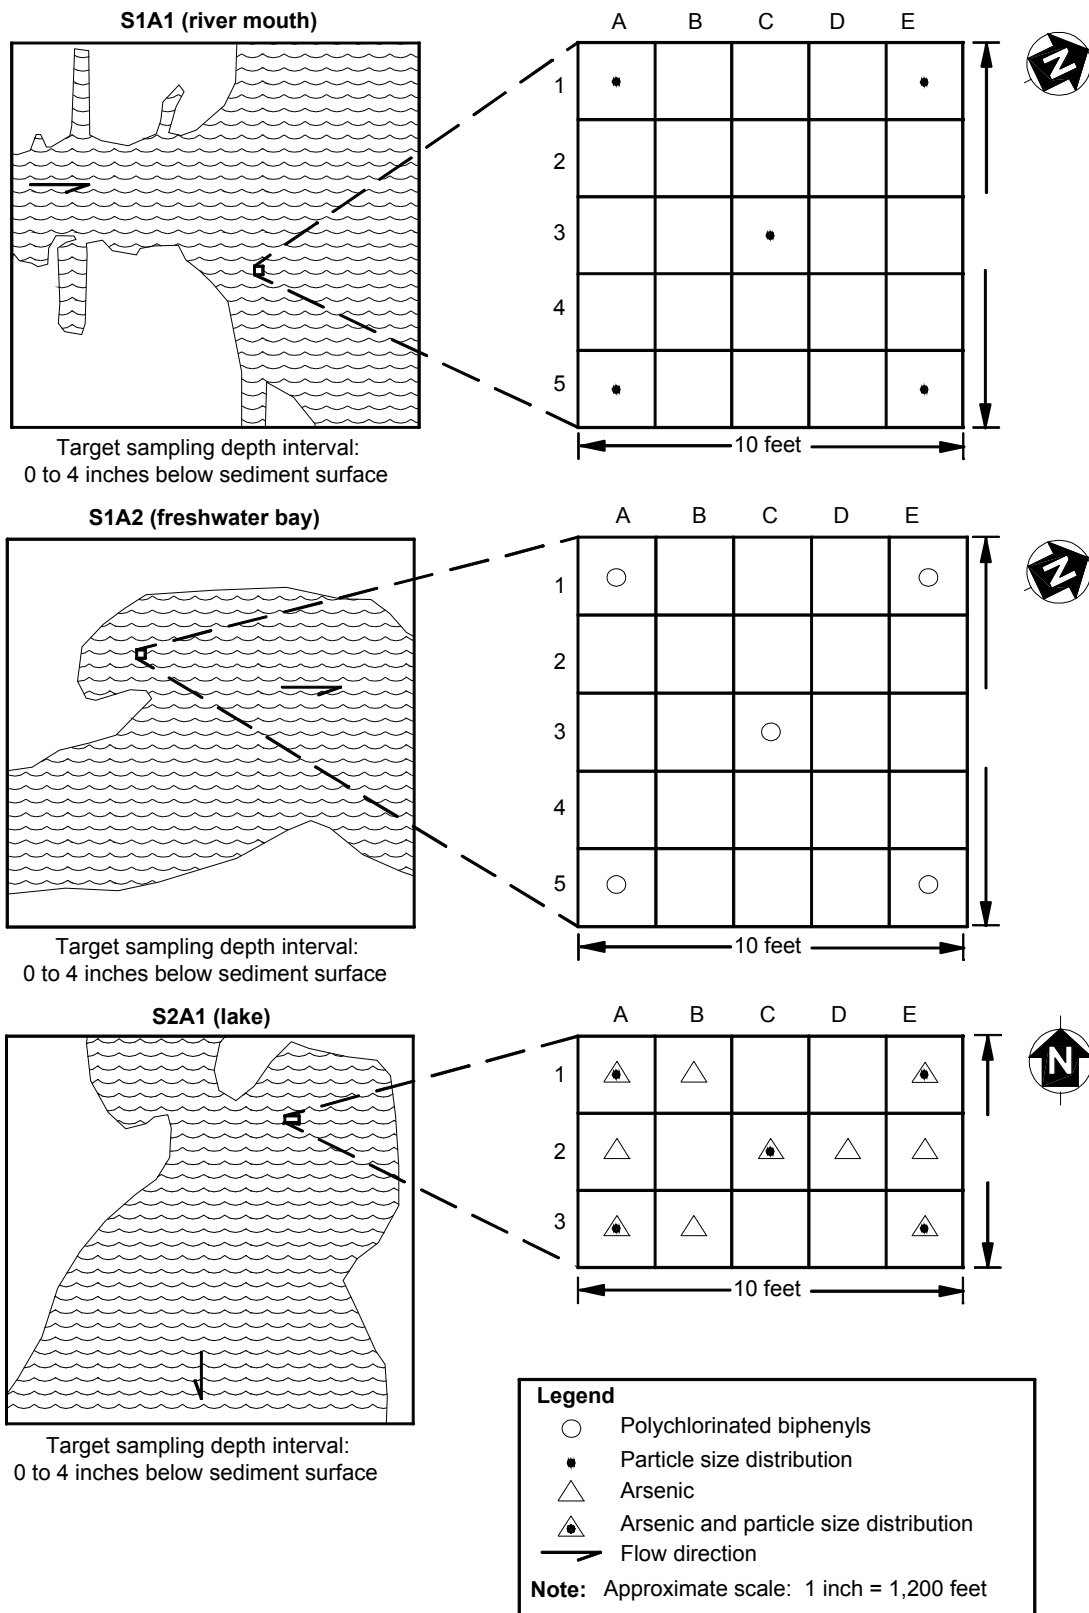 S1A1 (river mouth)
A B C D E
1
2
3
4
5
N
10 feet
Target sampling depth interval:
0 to 4 inches below sediment surface
S1A2 (freshwater bay)
A B C D E
1
2
3
4
5
N
10 feet
Target sampling depth interval:
0 to 4 inches below sediment surface
S2A1 (lake)
A B C D E
1
2
3
N
10 feet
Target sampling depth interval:
0 to 4 inches below sediment surface
Legend
Polychlorinated biphenyls
Particle size distribution
Arsenic
Arsenic and particle size distribution
Flow direction
Note: Approximate scale: 1 inch = 1,200 feet